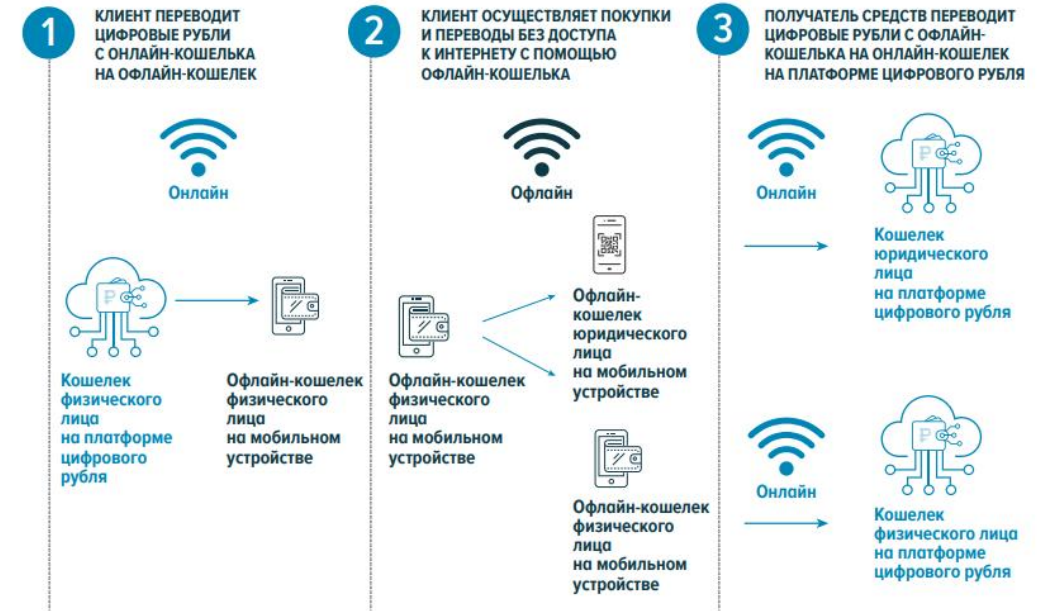 1
КЛИЕНТ ПЕРЕВОДИТ
ЦИФРОВЫЕ РУБЛИ
С ОНЛАЙН-КОШЕЛЬКА
НА ОФЛАЙН-КОШЕЛЕК
Онлайн
Кошелек
физического
лица
на платформе
цифрового
рубля
Офлайн-кошелек
физического
лица
на мобильном
устройстве
2
КЛИЕНТ ОСУЩЕСТВЛЯЕТ ПОКУПКИ
И ПЕРЕВОДЫ БЕЗ ДОСТУПА
К ИНТЕРНЕТУ С ПОМОЩЬЮ
ОФЛАЙН-КОШЕЛЬКА
Офлайн
Офлайн-кошелек
физического
лица
на мобильном
устройстве
Офлайн-
кошелек
юридического
лица
на мобильном
устройстве
Офлайн-кошелек
физического
лица
на мобильном
устройстве
3
ПОЛУЧАТЕЛЬ СРЕДСТВ ПЕРЕВОДИТ
ЦИФРОВЫЕ РУБЛИ С ОФЛАЙН-
КОШЕЛЬКА НА ОНЛАЙН-КОШЕЛЕК
НА ПЛАТФОРМЕ ЦИФРОВОГО РУБЛЯ
Онлайн
Кошелек
юридического
лица
на платформе
цифрового рубля
Онлайн
Кошелек
физического лица
на платформе
цифрового рубля